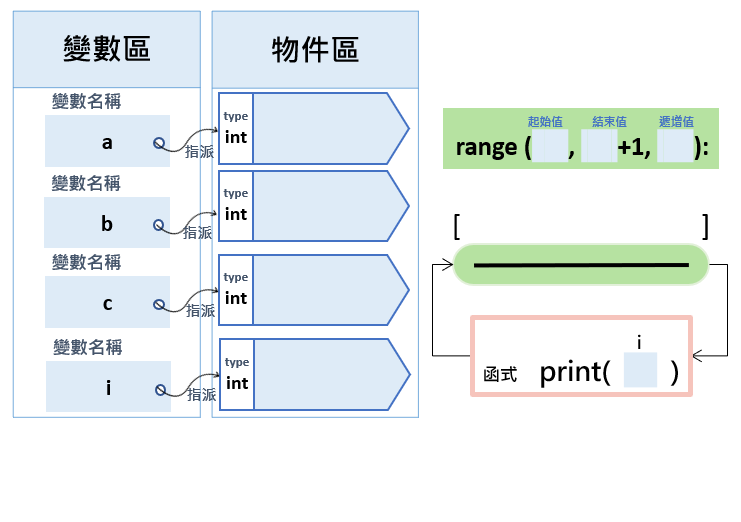 變數區
變數名稱
a
指派
變數名稱
b
指派
變數名稱
c
指派
變數名稱
i
指派
物件區
type
int
type
int
type
int
type
int
起始值 結束值 遞增值
range ( , +1, ):
[ ]
i
函式 print( )